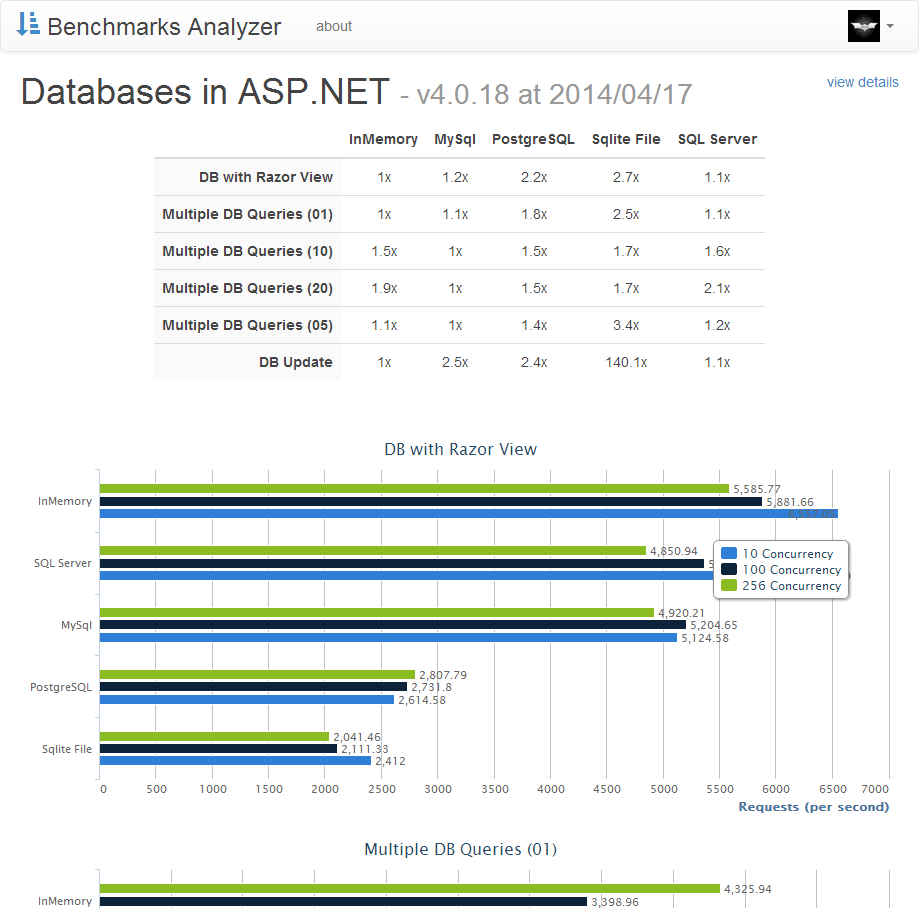 Benchmarks Analyzer about
Databases in ASP.NET - v4.0.18 at 2014/04/17 view details
InMemory MySql PostgreSQL Sqlite File SQL Server
DB with Razor View 1x 1.2x 2.2x 2.7x 1.1x
Multiple DB Queries (01) 1x 1.1x 1.8x 2.5x 1.1x
Multiple DB Queries (10) 1.5x 1x 1.5x 1.7x 1.6x
Multiple DB Queries (20) 1.9x 1x 1.5x 1.7x 2.1x
Multiple DB Queries (05) 1.1x 1x 1.4x 3.4x 1.2x
DB Update 1x 2.5x 2.4x 140.1x 1.1x
DB with Razor View
5,585.77
InMemory 5,881.66
4,850.94
SQL Server
10 Concurrency
100 Concurrency
256 Concurrency
4,920.21
MySql 5,204.65
5,124.58
2,807.79
PostgreSQL 2,731.8
2,614.58
2,041.46
Sqlite File 2,111.33
2,412
0 500 1000 1500 2000 2500 3000 3500 4000 4500 5000 5500 6000 6500 7000
Requests (per second)
Multiple DB Queries (01)
4,325.94
InMemory 3,398.96